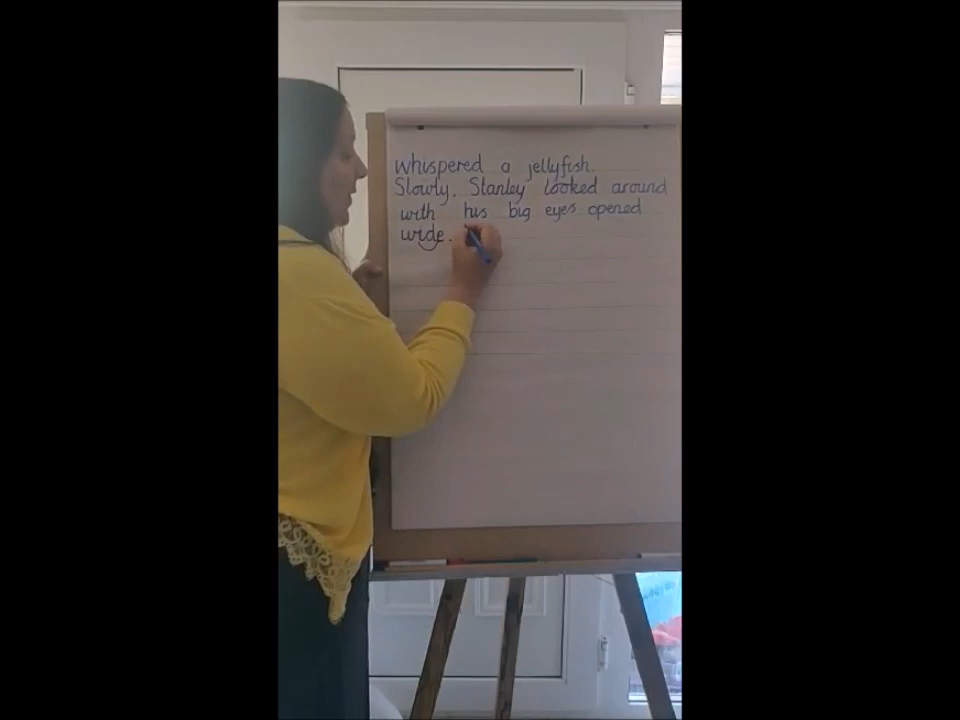 whispered a jellyfish.
Slowly, Stanley looked around
with his big eyes opened
wide.